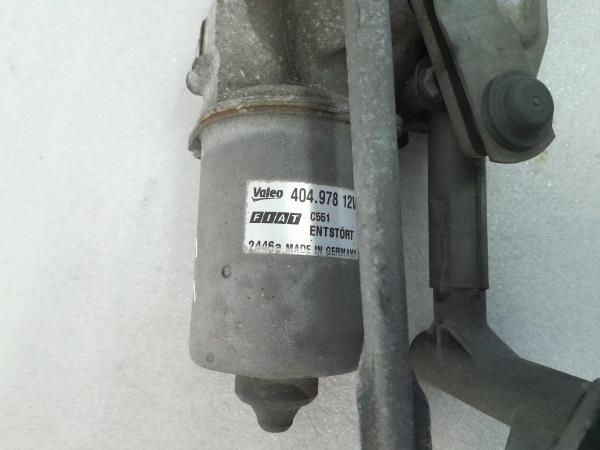 Valeo 404.978 12V
FIAT C551
ENTSTÖRT
2446a MADE IN GERMANY